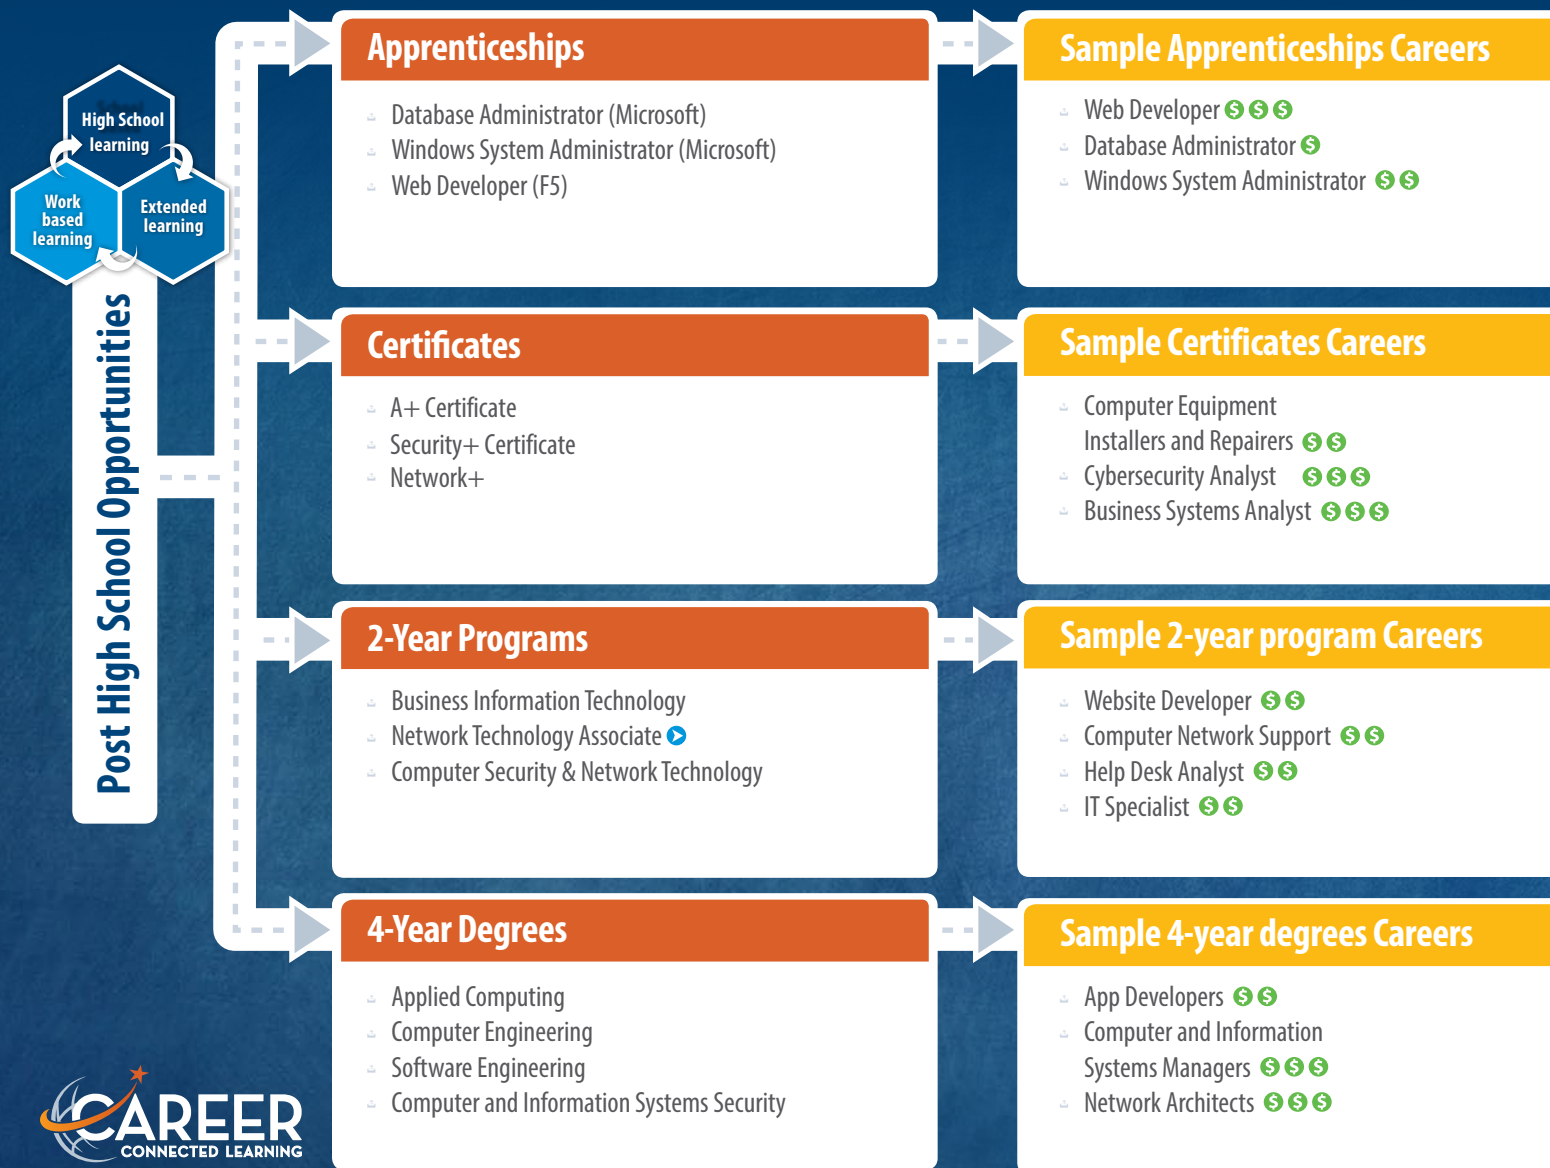 High School
learning
Work
based
learning
Extended
learning
Post High School Opportunities
Apprenticeships
Database Administrator (Microsoft)
Windows System Administrator (Microsoft)
Web Developer (F5)
Sample Apprenticeships Careers
Web Developer $ $ $
Database Administrator $
Windows System Administrator $ $
Certificates
A+ Certificate
Security+ Certificate
Network+
Sample Certificates Careers
Computer Equipment
Installers and Repairers $ $
Cybersecurity Analyst $ $ $
Business Systems Analyst $ $ $
2-Year Programs
Business Information Technology
Network Technology Associate
Computer Security & Network Technology
Sample 2-year program Careers
Website Developer $ $
Computer Network Support $ $
Help Desk Analyst $ $
IT Specialist $ $
4-Year Degrees
Applied Computing
Computer Engineering
Software Engineering
Computer and Information Systems Security
Sample 4-year degrees Careers
App Developers $ $
Computer and Information
Systems Managers $ $ $
Network Architects $ $ $
CAREER
CONNECTED LEARNING